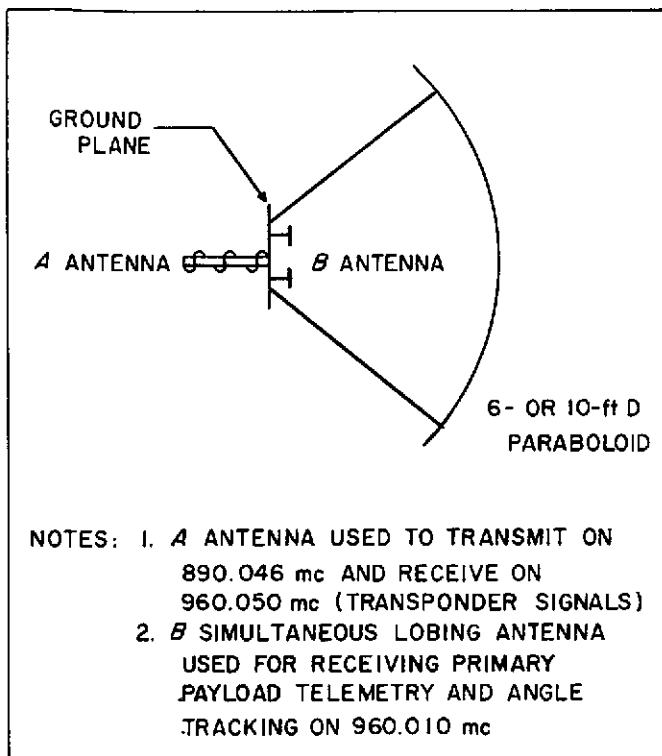 GROUND
PLANE
A ANTENNA
B ANTENNA
6- OR 10-ft D
PARABOLOID
NOTES: 1. A ANTENNA USED TO TRANSMIT ON
890.046 mc AND RECEIVE ON
960.050 mc (TRANSPONDER SIGNALS)
2. B SIMULTANEOUS LOBING ANTENNA
USED FOR RECEIVING PRIMARY
PAYLOAD TELEMETRY AND ANGLE
TRACKING ON 960.010 mc